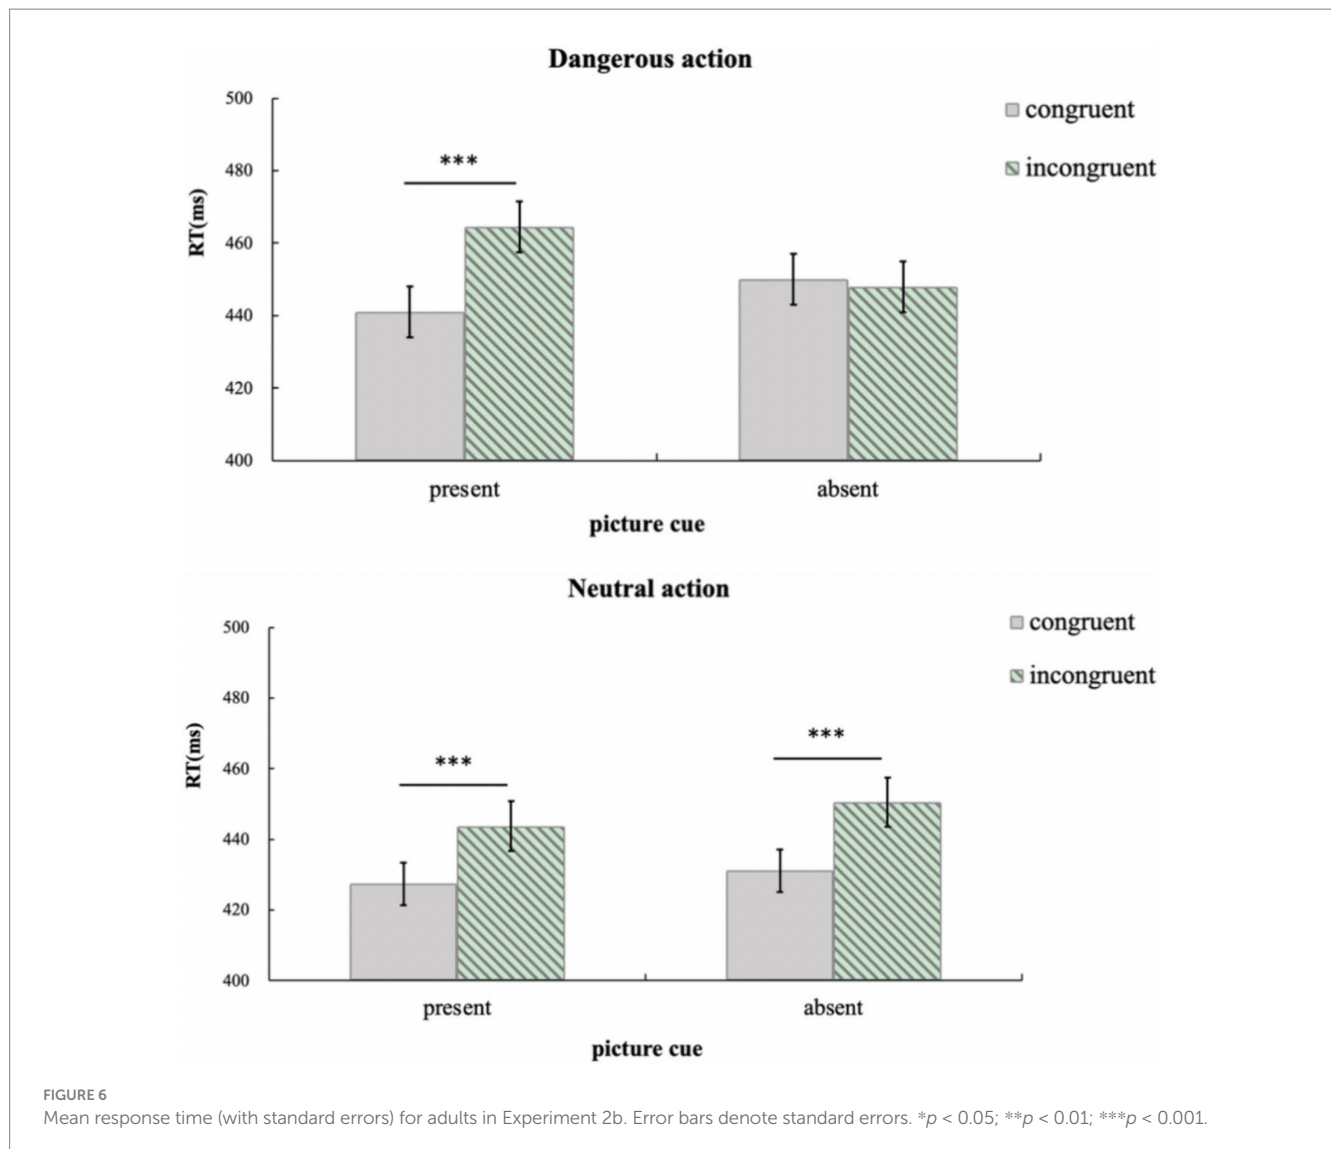 Dangerous action
500
480
460
440
420
400
RT(ms)
***
congruent
incongruent
present
absent
picture cue
Neutral action
500
480
460
440
420
400
RT(ms)
***
***
congruent
incongruent
present
absent
picture cue
FIGURE 6
Mean response time (with standard errors) for adults in Experiment 2b. Error bars denote standard errors. *p < 0.05; **p < 0.01; ***p < 0.001.